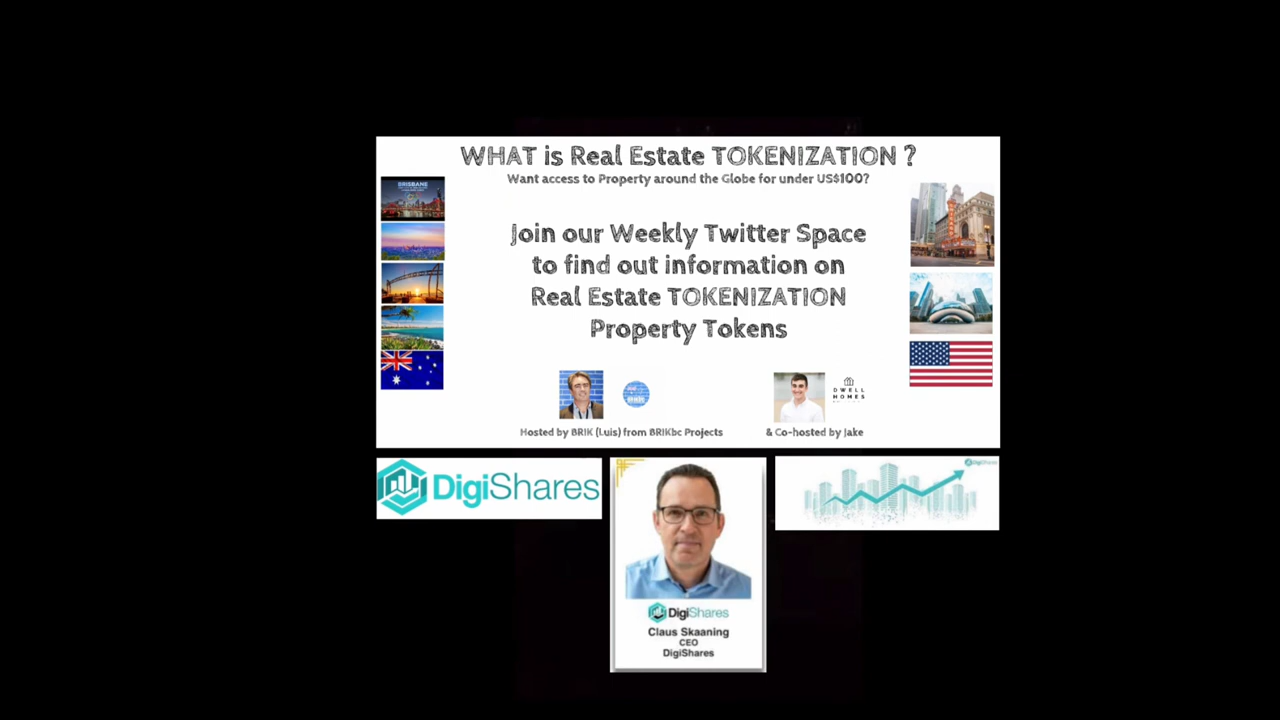 WHAT is Real Estate TOKENIZATION ?
Want access to Property around the Globe for under US$100?
BRISBANE
Join our Weekly Twitter Space
to find out information on
Real Estate TOKENIZATION
Property Tokens
DWELL
HOMES
Hosted by BRIK (Luis) from BRIKbc Projects
& Co-hosted by Jake
DigiShares
DigiShares
DigiShares
Claus Skaaning
CEO
DigiShares